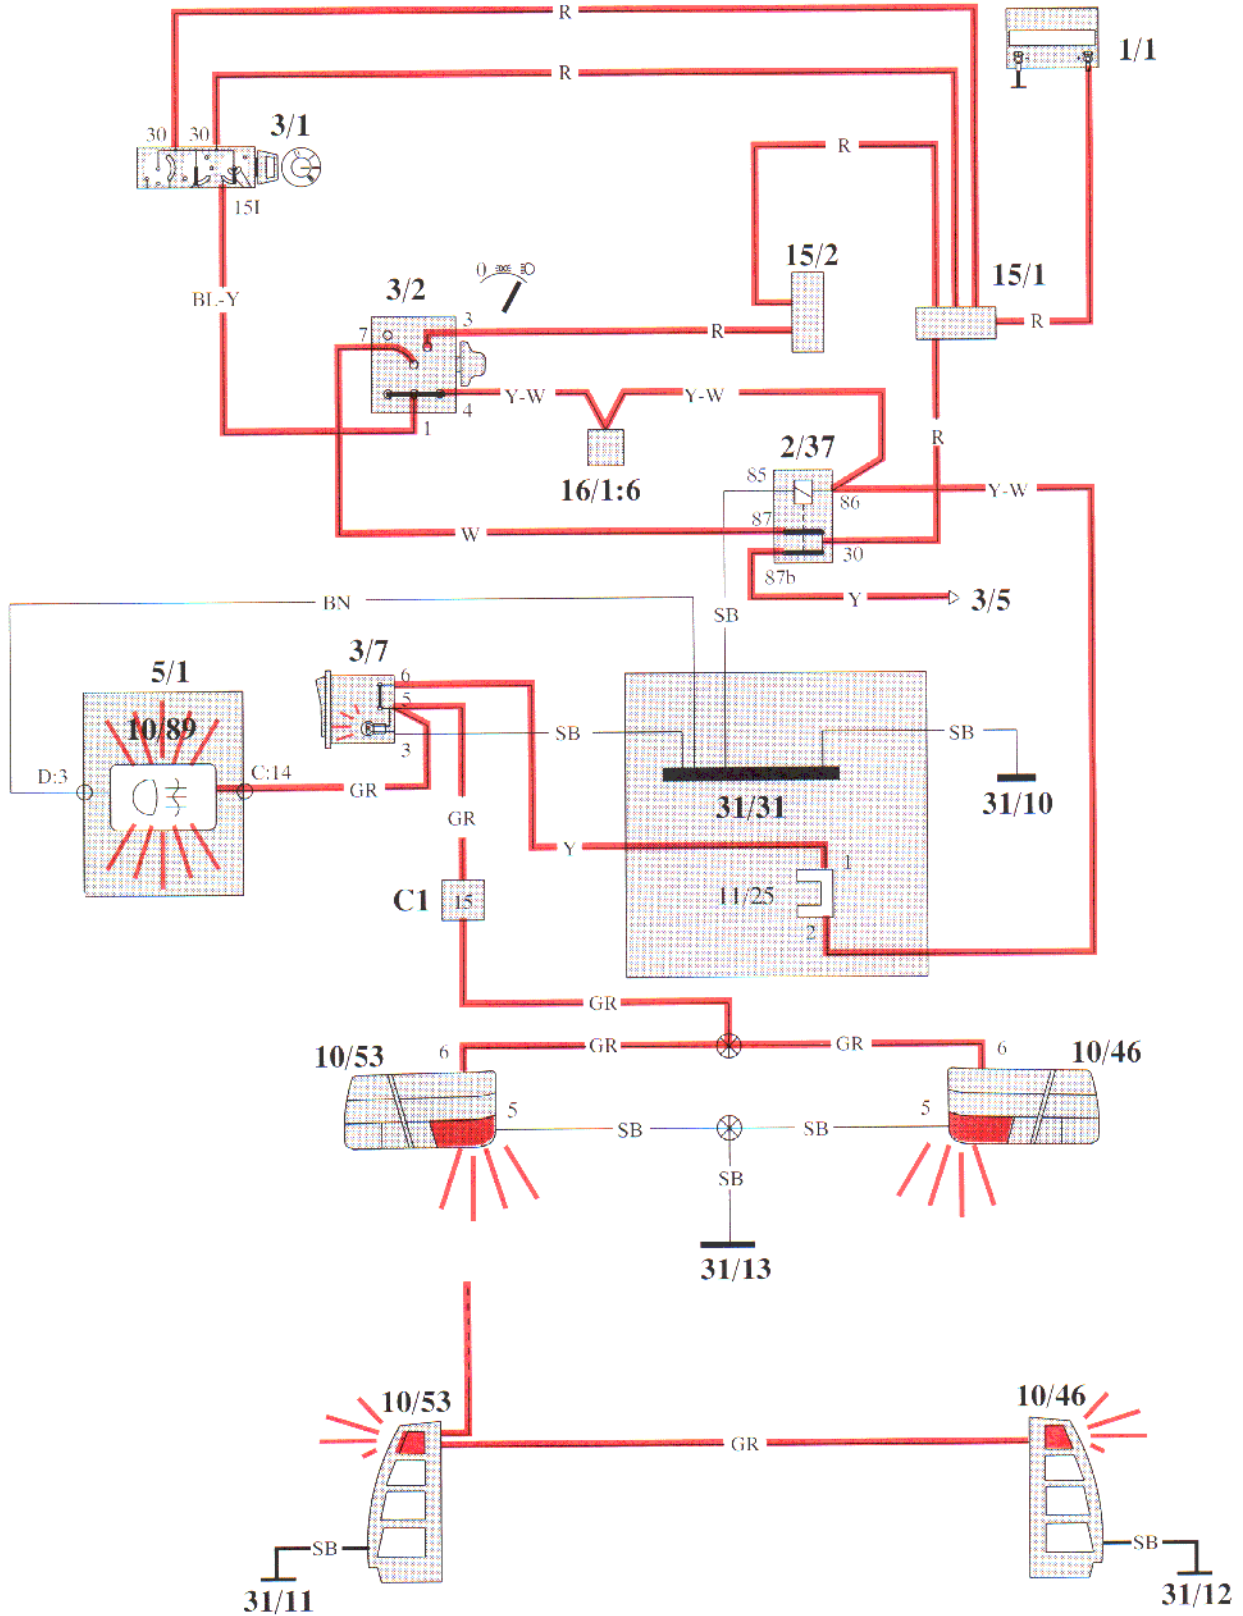 R
1/1
R
3/1
30 30
R
15I
15/2
15/1
0
3/2
BL-Y
3
R
7
R
Y-W
Y-W
4
1
R
2/37
85
16/1:6
86
Y-W
87
W
30
87b
BN
Y
3/5
SB
3/7
5/1
6
5
10/89
SB
SB
3
D:3
C:14
GR
31/31
31/10
GR
Y
1
C1
15
11/25
2
GR
10/53
6
GR
GR
6
10/46
5
5
SB
SB
SB
31/13
10/53
10/46
GR
SB
SB
31/11
31/12